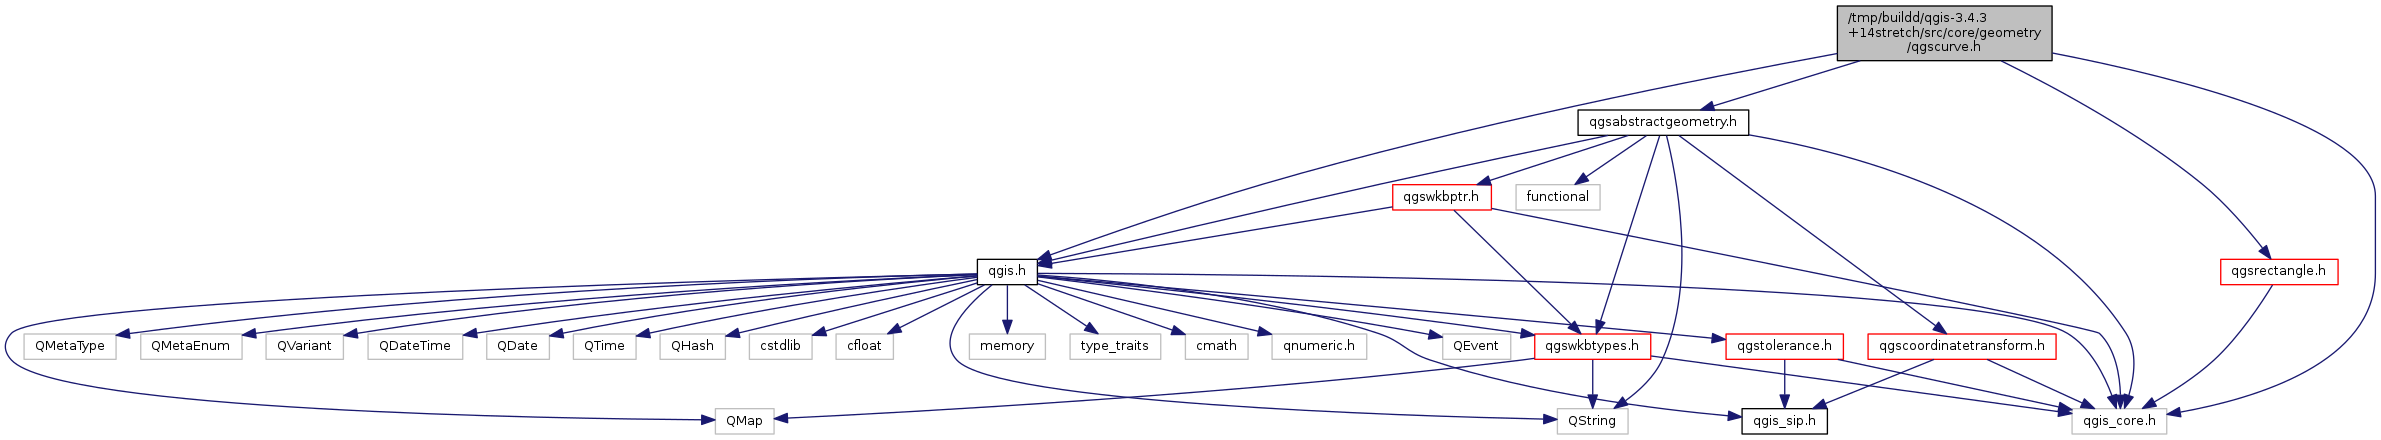 /tmp/buildd/qgis-3.4.3
+14stretch/src/core/geometry
/qgscurve.h
qgsabstractgeometry.h
qgswkbptr.h
functional
qgis.h
qgsrectangle.h
QMetaType
QMetaEnum
QVariant
QDateTime
QDate
QTime
QHash
cstdlib
cfloat
memory
type_traits
cmath
qnumeric.h
QEvent
qgswkbtypes.h
qgstolerance.h
qgscoordinatetransform.h
QMap
QString
qgis_sip.h
qgis_core.h